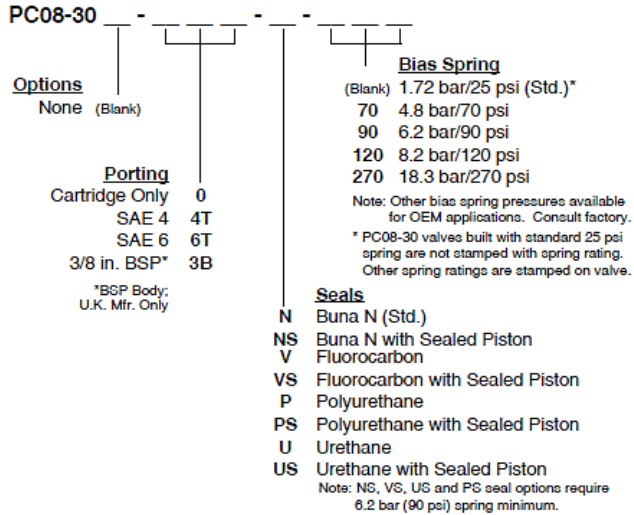 PC08-30 __ - __ __ __ - __ - __ __ __
Options
None (Blank)
Porting
Cartridge Only 0
SAE 4 4T
SAE 6 6T
3/8 in. BSP* 3B
*BSP Body;
U.K. Mfr. Only
Bias Spring
(Blank) 1.72 bar/25 psi (Std.)*
70 4.8 bar/70 psi
90 6.2 bar/90 psi
120 8.2 bar/120 psi
270 18.3 bar/270 psi
Note: Other bias spring pressures available
for OEM applications. Consult factory.
* PC08-30 valves built with standard 25 psi
spring are not stamped with spring rating.
Other spring ratings are stamped on valve.
Seals
N Buna N (Std.)
NS Buna N with Sealed Piston
V Fluorocarbon
VS Fluorocarbon with Sealed Piston
P Polyurethane
PS Polyurethane with Sealed Piston
U Urethane
US Urethane with Sealed Piston
Note: NS, VS, US and PS seal options require
6.2 bar (90 psi) spring minimum.